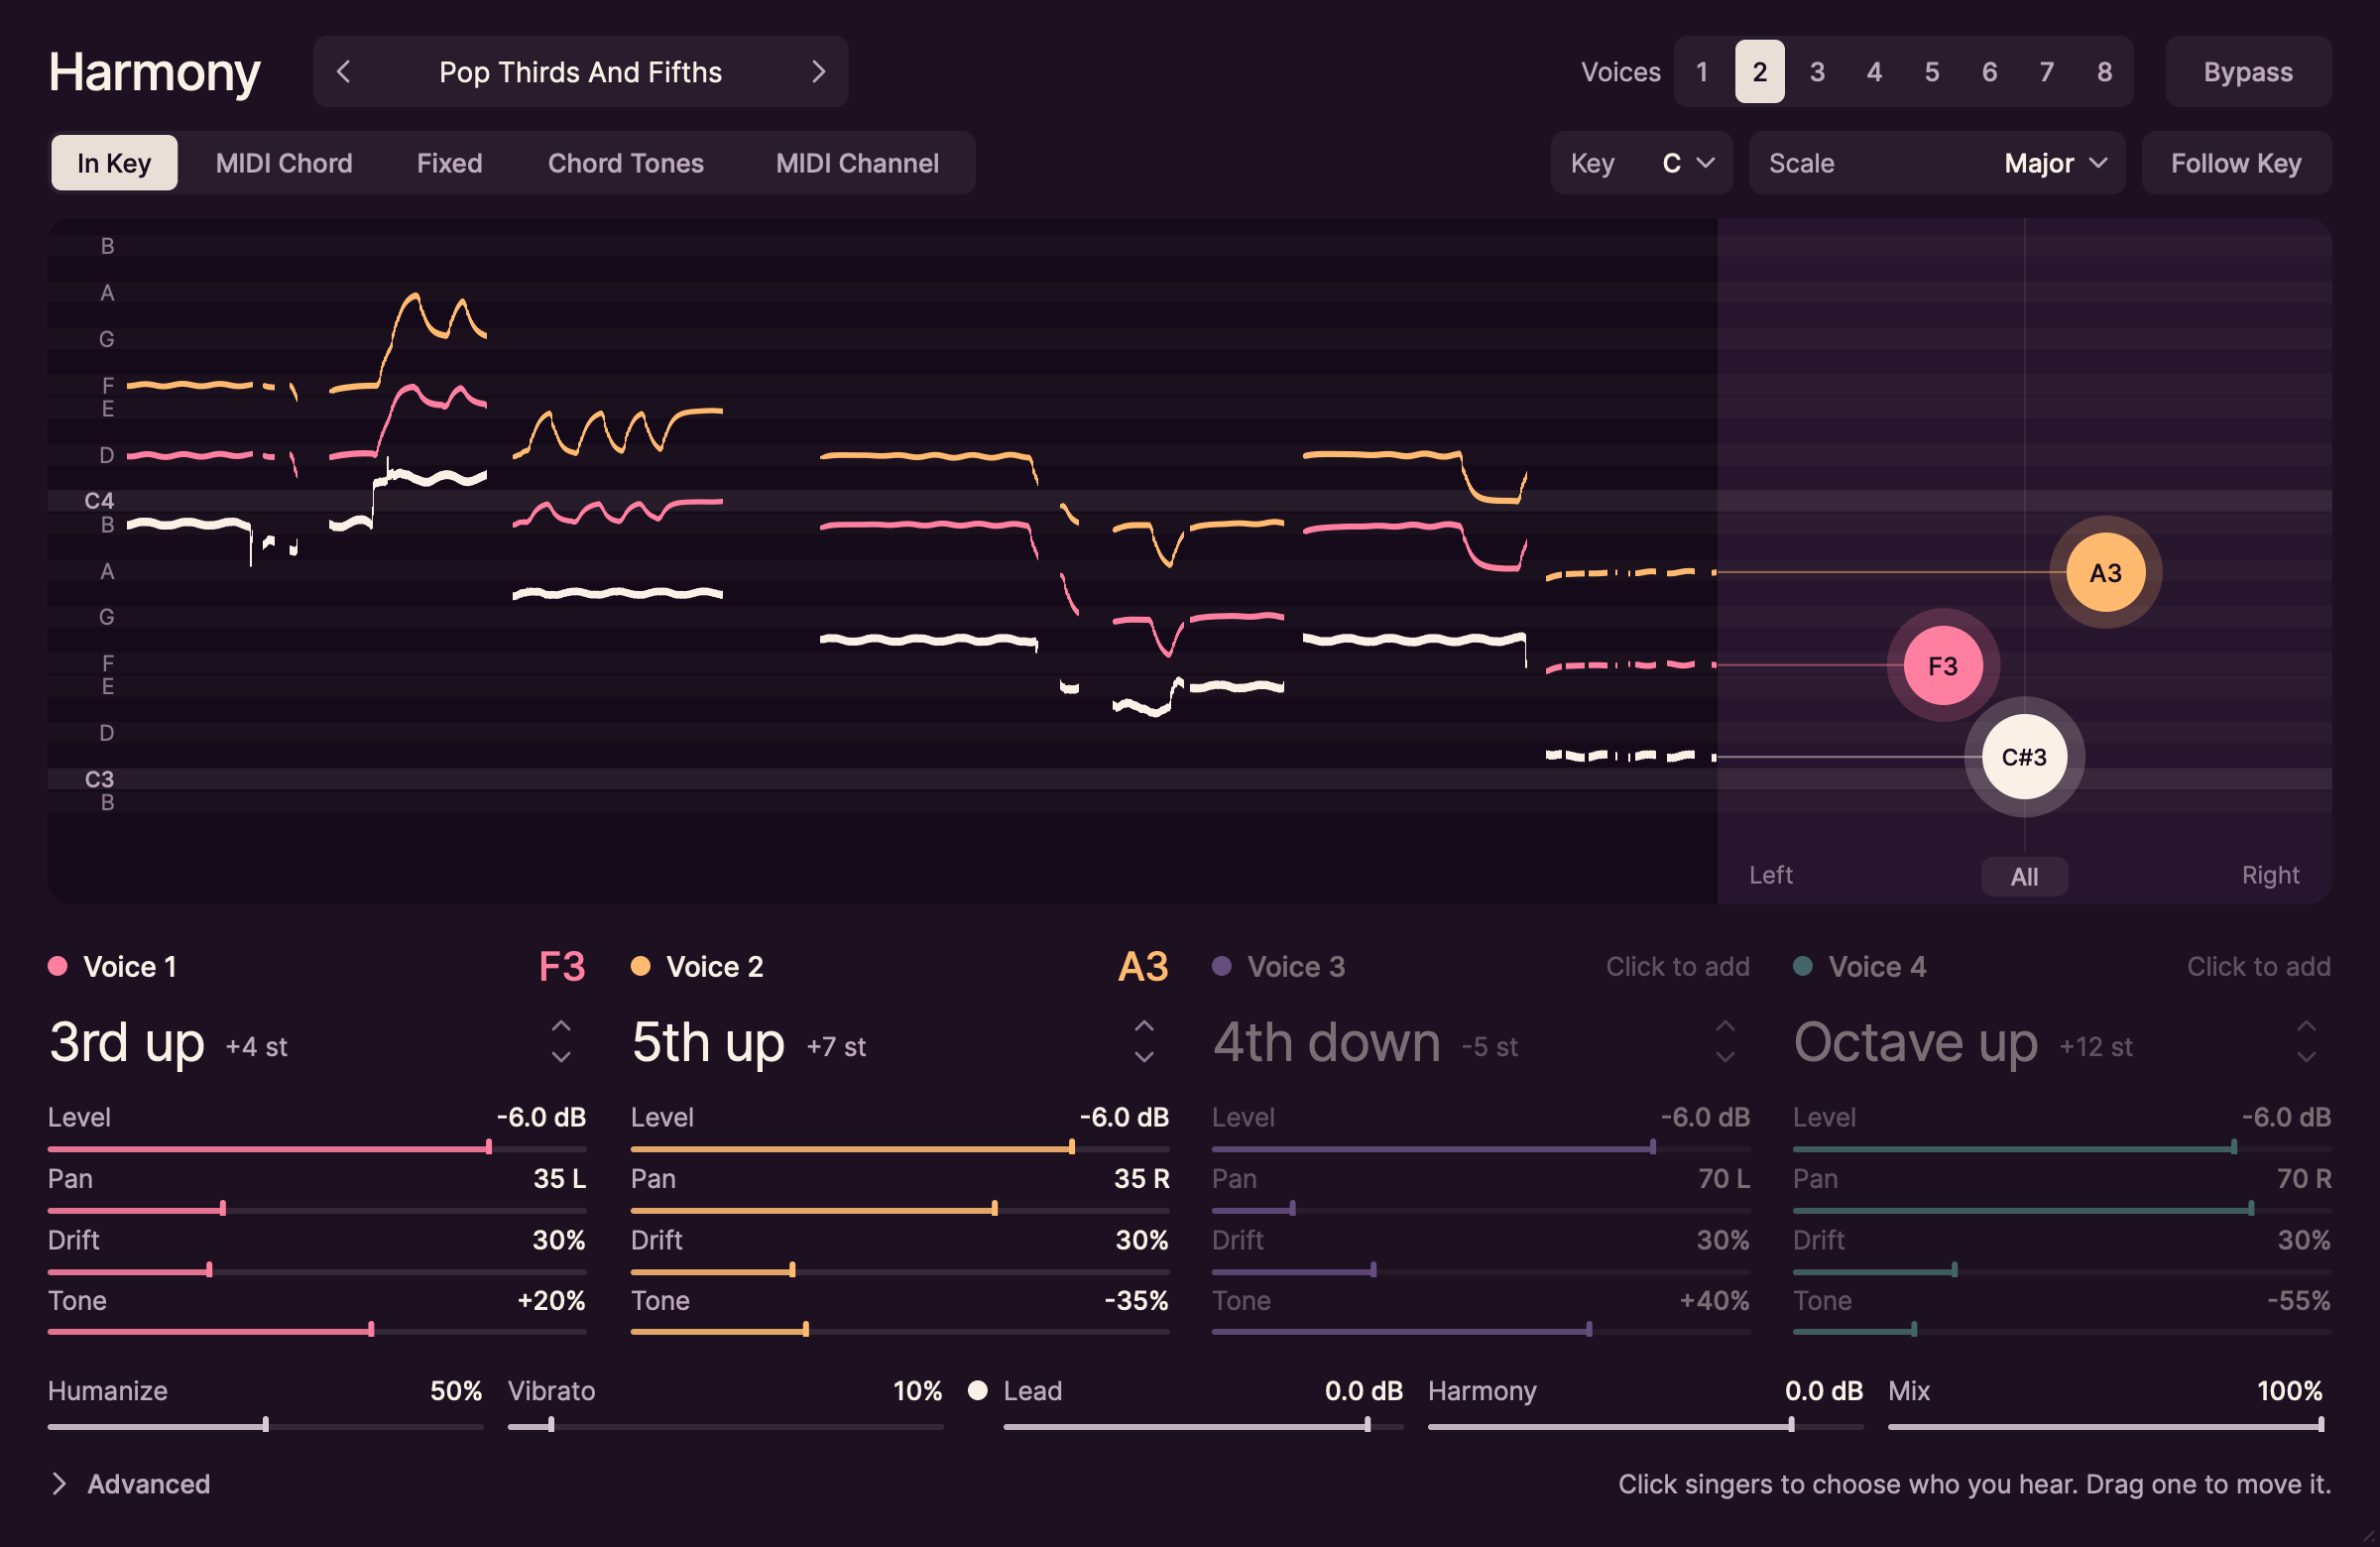 Harmony Pop Thirds And Fifths Voices 1 2 3 4 5 6 7 8 Bypass
In Key MIDI Chord Fixed Chord Tones MIDI Channel Key C Scale Major Follow Key
B
A
G
F
E
D
C4
B
A
G
F
E
D
C3
B
A3
F3
C#3
Left All Right
Voice 1 F3
3rd up +4 st
Level -6.0 dB
Pan 35 L
Drift 30%
Tone +20%
Voice 2 A3
5th up +7 st
Level -6.0 dB
Pan 35 R
Drift 30%
Tone -35%
Voice 3 Click to add
4th down -5 st
Level -6.0 dB
Pan 70 L
Drift 30%
Tone +40%
Voice 4 Click to add
Octave up +12 st
Level -6.0 dB
Pan 70 R
Drift 30%
Tone -55%
Humanize 50% Vibrato 10% Lead 0.0 dB Harmony 0.0 dB Mix 100%
Advanced Click singers to choose who you hear. Drag one to move it.